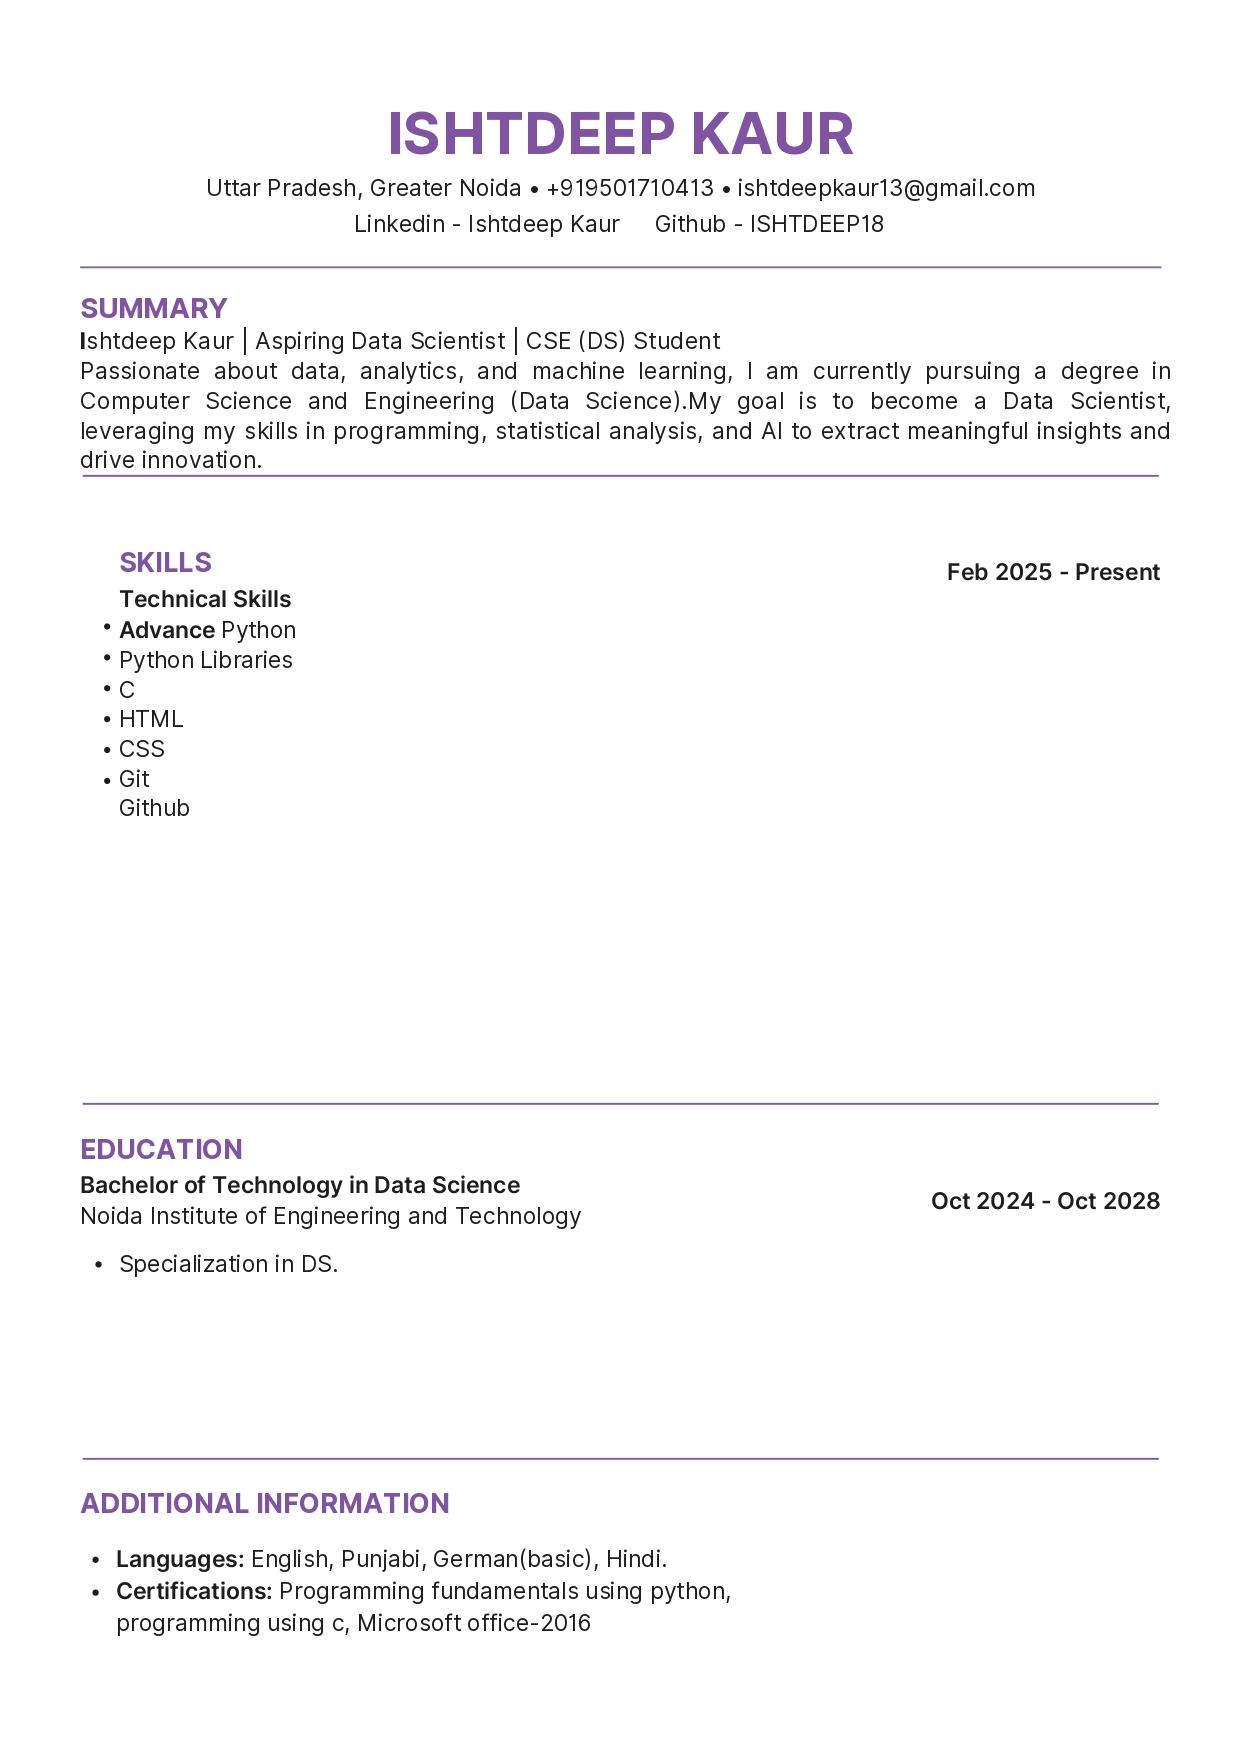 ISHTDEEP KAUR
Uttar Pradesh, Greater Noida • +919501710413 • ishtdeepkaur13@gmail.com
Linkedin - Ishtdeep Kaur Github - ISHTDEEP18
SUMMARY
Ishtdeep Kaur | Aspiring Data Scientist | CSE (DS) Student
Passionate about data, analytics, and machine learning, I am currently pursuing a degree in
Computer Science and Engineering (Data Science).My goal is to become a Data Scientist,
leveraging my skills in programming, statistical analysis, and AI to extract meaningful insights and
drive innovation.
SKILLS
Feb 2025 - Present
Technical Skills
• Advance Python
• Python Libraries
• C
• HTML
• CSS
• Git
Github
EDUCATION
Bachelor of Technology in Data Science
Oct 2024 - Oct 2028
Noida Institute of Engineering and Technology
• Specialization in DS.
ADDITIONAL INFORMATION
• Languages: English, Punjabi, German(basic), Hindi.
• Certifications: Programming fundamentals using python,
programming using c, Microsoft office-2016